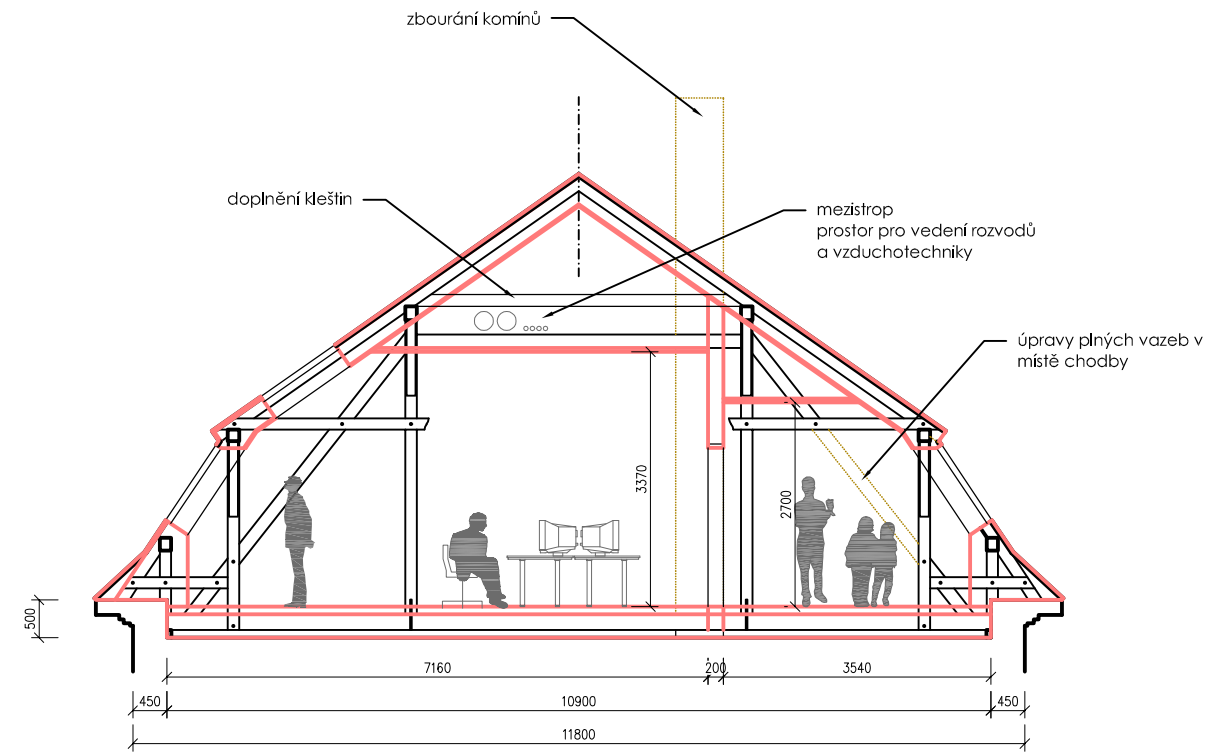 zbourání komínů
doplnění kleštin
mezistrop
prostor pro vedení rozvodů
a vzduchotechniky
úpravy plných vazeb v
místě chodby
3370
2700
500
7160
200
3540
450
10900
450
11800